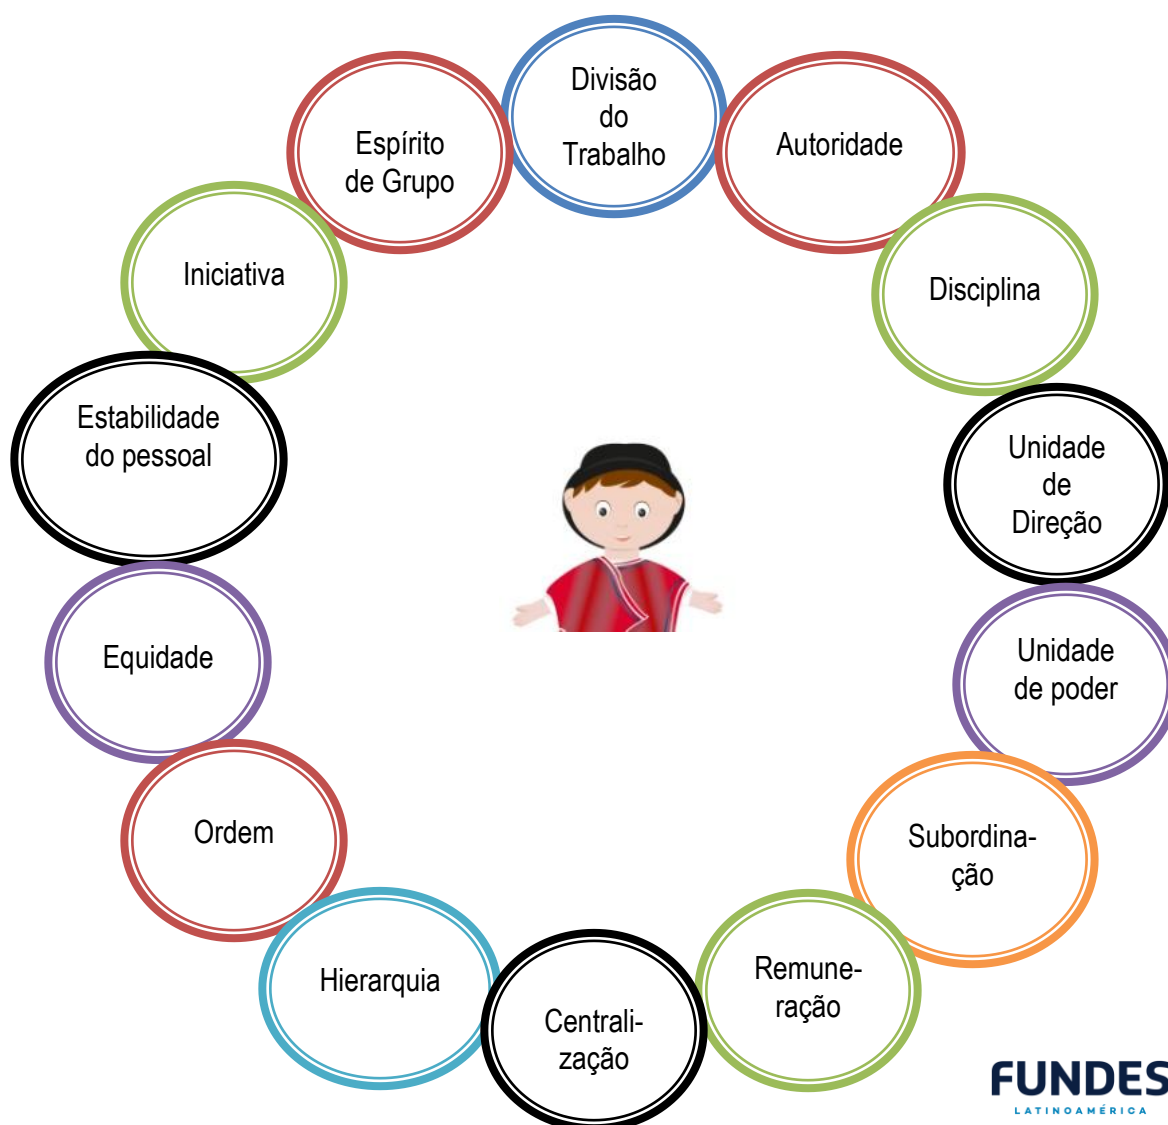 Divisão
do
Trabalho
Autoridade
Disciplina
Unidade
de
Direção
Unidade
de poder
Subordina-
ção
Remune-
ração
Centrali-
zação
Hierarquia
Ordem
Equidade
Estabilidade
do pessoal
Iniciativa
Espírito
de Grupo
FUNDES
LATINOAMÉRICA